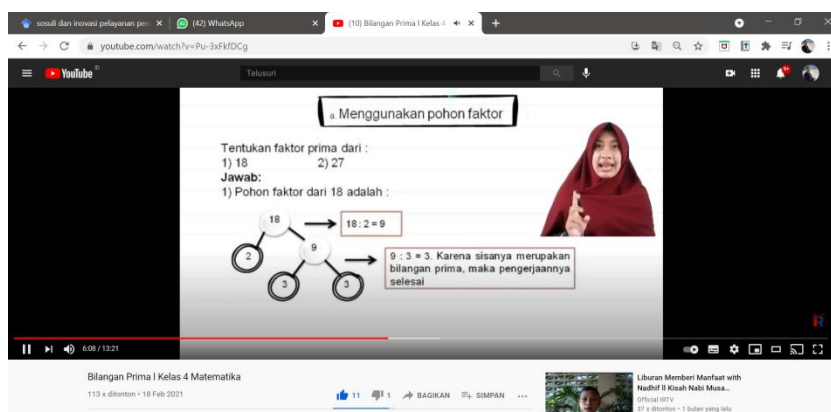 sosuli dan inovasi pelayanan per
(42) WhatsApp
(10) Bilangan Prima I Kelas 4
youtube.com/watch?v=Pu-3xFkfDCg
YouTube
ID
Telusuri
9+
a. Menggunakan pohon faktor
Tentukan faktor prima dari :
1) 18 2) 27
Jawab:
1) Pohon faktor dari 18 adalah :
18
18 : 2 = 9
2
9
9 : 3 = 3. Karena sisanya merupakan
bilangan prima, maka pengerjaannya
selesai
3
3
6:08 / 13:21
Bilangan Prima I Kelas 4 Matematika
113 x ditonton • 18 Feb 2021
11
1
BAGIKAN
SIMPAN
Liburan Memberi Manfaat with
Nadhif II Kisah Nabi Musa...
Official IRTV
37 x ditonton • 1 bulan yang lalu